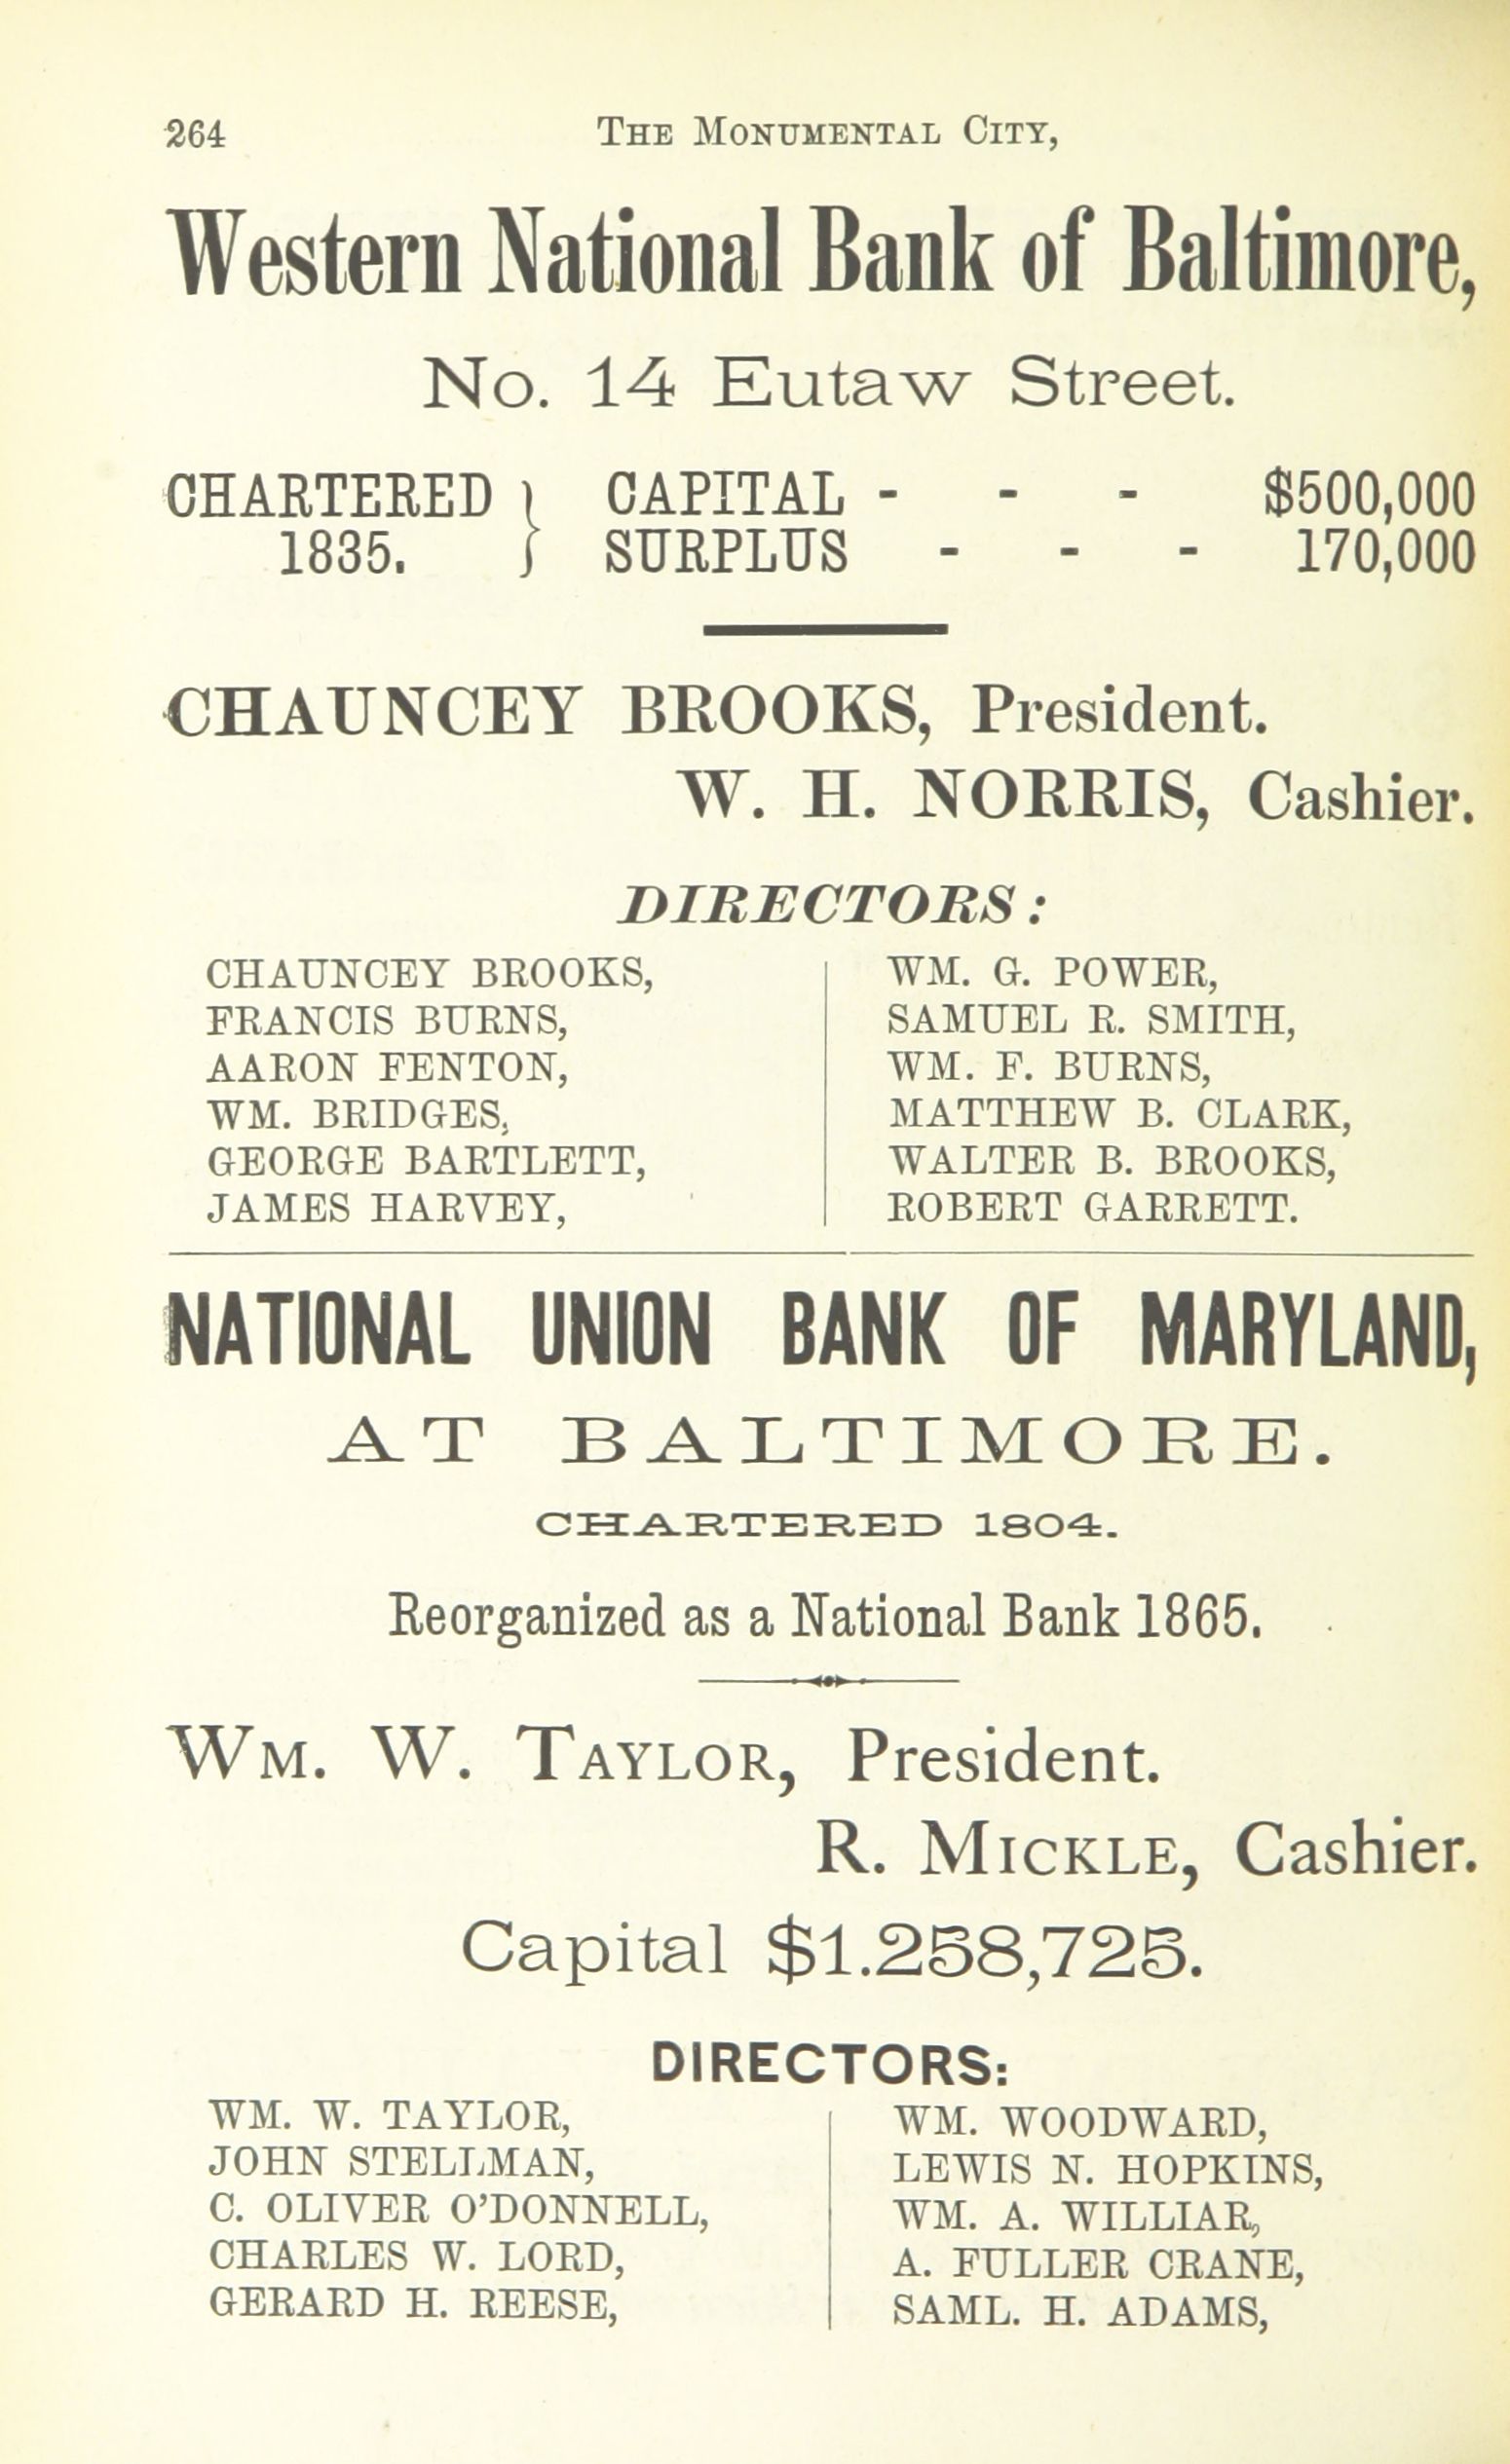 264 THE MONUMENTAL CITY,
Western National Bank of Baltimore,
No. 14 Eutaw Street.
CHARTERED } CAPITAL - - - $500,000
1835. SURPLUS - - - 170,000
CHAUNCEY BROOKS, President.
W. H. NORRIS, Cashier.
DIRECTORS:
CHAUNCEY BROOKS,
FRANCIS BURNS,
AARON FENTON,
WM. BRIDGES,
GEORGE BARTLETT,
JAMES HARVEY,
WM. G. POWER,
SAMUEL R. SMITH,
WM. F. BURNS,
MATTHEW B. CLARK,
WALTER B. BROOKS,
ROBERT GARRETT.
NATIONAL UNION BANK OF MARYLAND,
AT BALTIMORE.
CHARTERED 1804.
Reorganized as a National Bank 1865.
WM. W. TAYLOR, President.
R. MICKLE, Cashier.
Capital $1.258,725.
DIRECTORS:
WM. W. TAYLOR,
JOHN STELLMAN,
C. OLIVER O'DONNELL,
CHARLES W. LORD,
GERARD H. REESE,
WM. WOODWARD,
LEWIS N. HOPKINS,
WM. A. WILLIAR,
A. FULLER CRANE,
SAML. H. ADAMS,